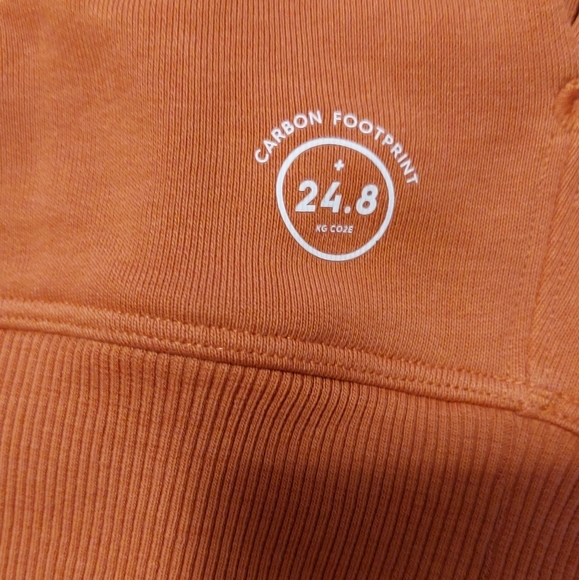 CARBON FOOTPRINT
+
24.8
KG CO2E